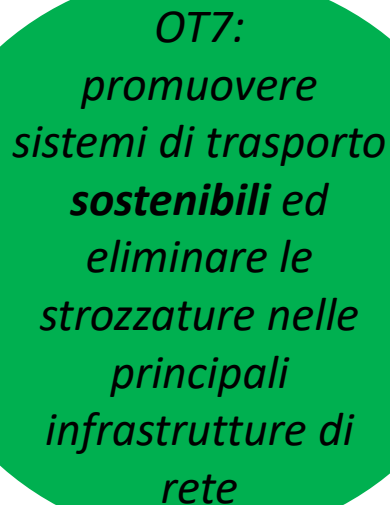 OT7:
promuovere
sistemi di trasporto
sostenibili ed
eliminare le
strozzature nelle
principali
infrastrutture di
rete